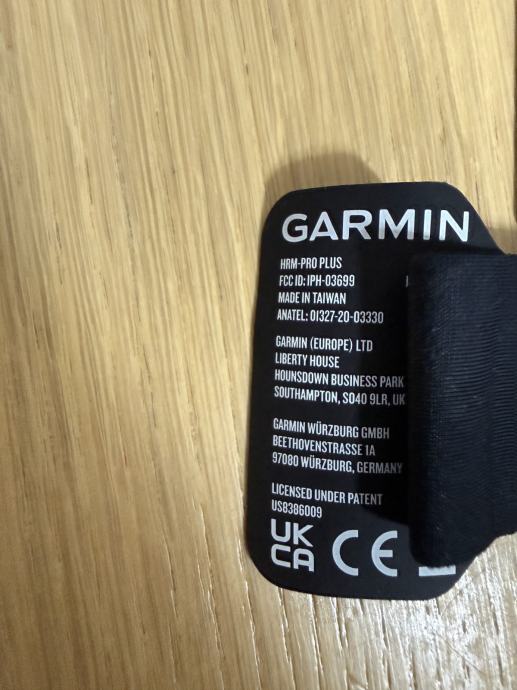 GARMIN
HRM-PRO PLUS
FCC ID: IPH-03699
MADE IN TAIWAN
ANATEL: 01327-20-03330
GARMIN (EUROPE) LTD
LIBERTY HOUSE
HOUNSDOWN BUSINESS PARK
SOUTHAMPTON, SO40 9LR, UK
GARMIN WÜRZBURG GMBH
BEETHOVENSTRASSE 1A
97080 WÜRZBURG, GERMANY
LICENSED UNDER PATENT
US8386009
UK
CA CE